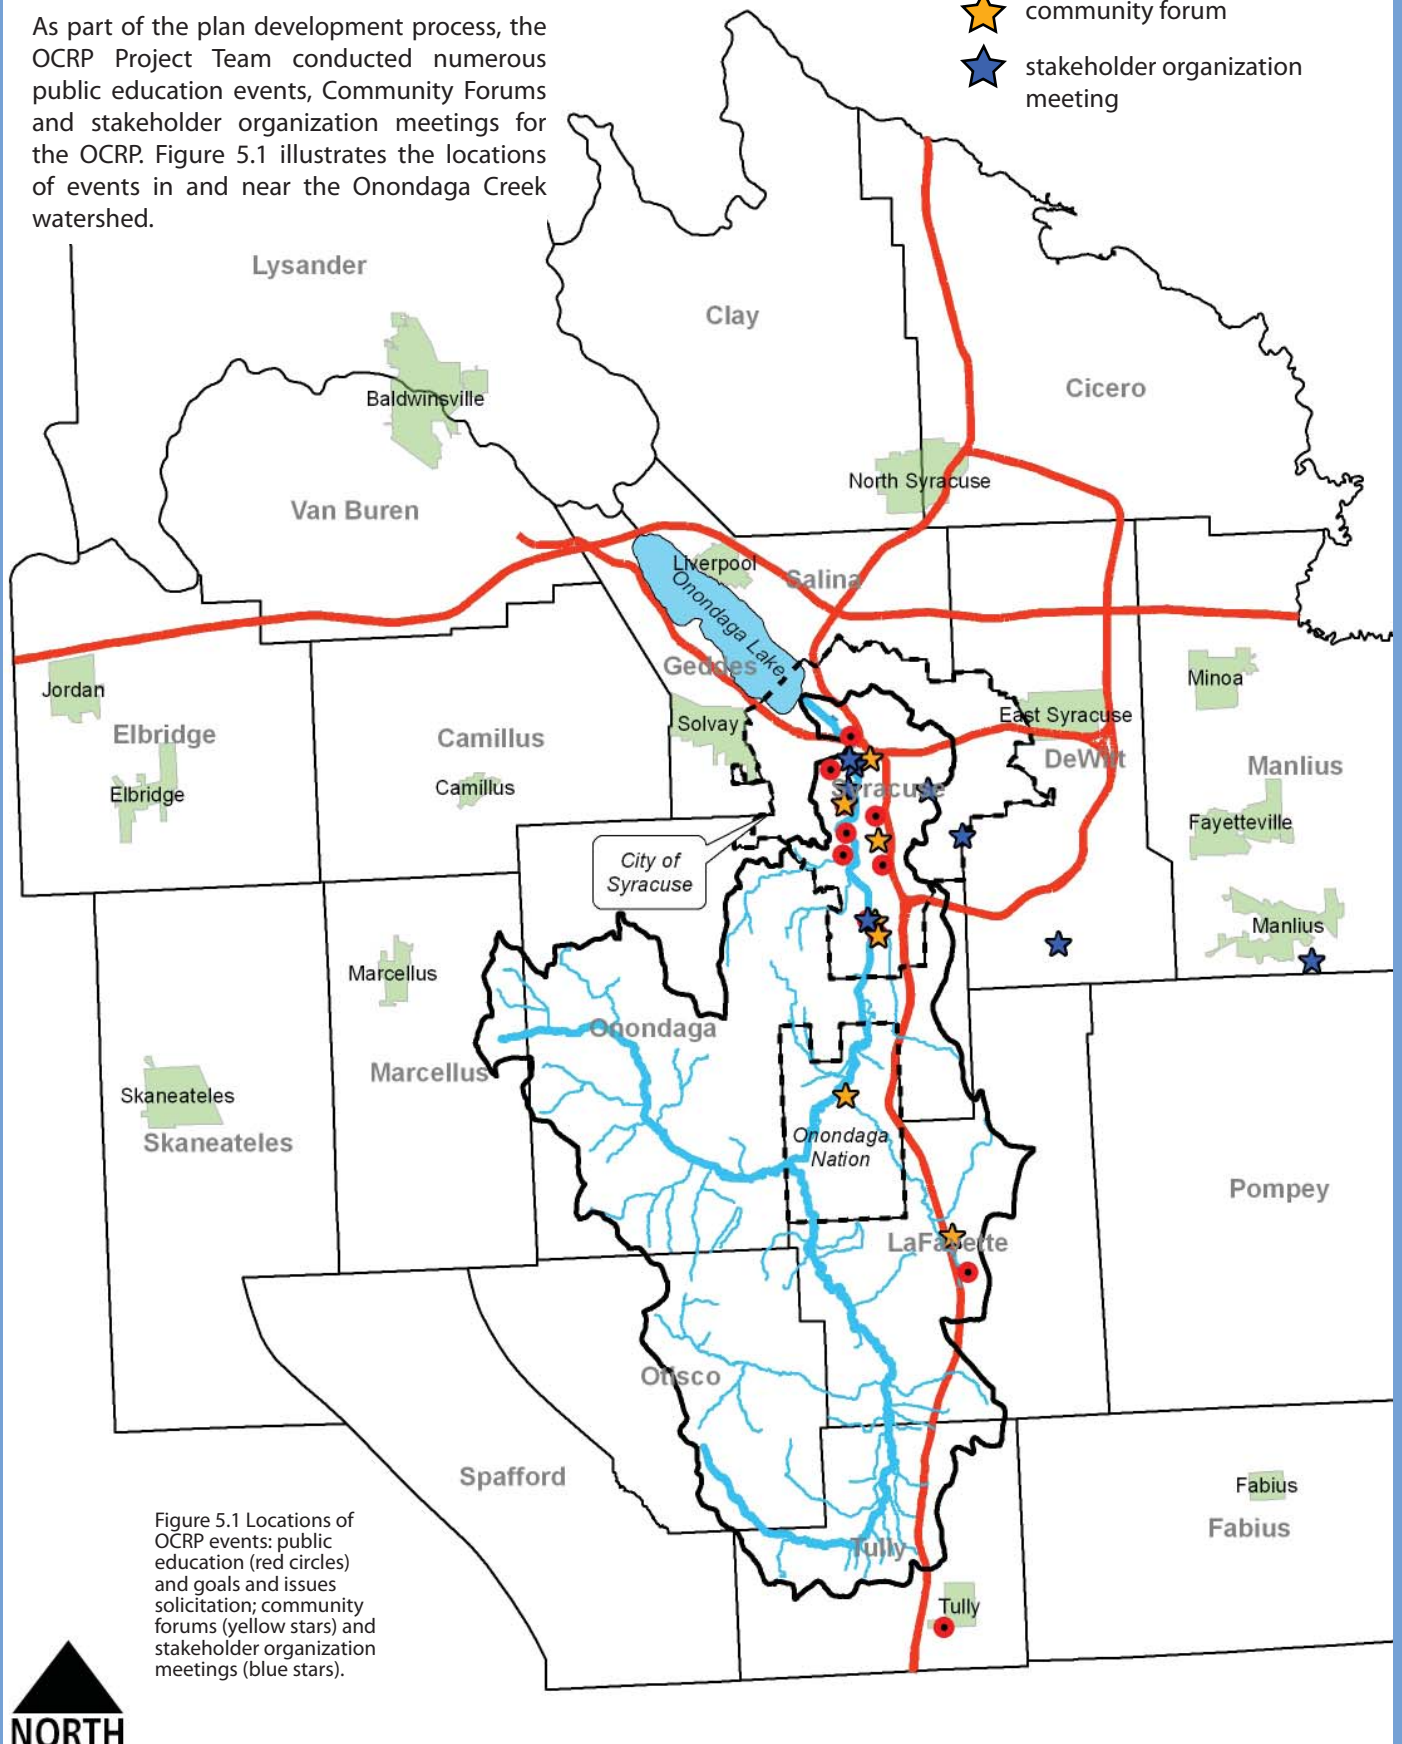 As part of the plan development process, the
OCRP Project Team conducted numerous
public education events, Community Forums
and stakeholder organization meetings for
the OCRP. Figure 5.1 illustrates the locations
of events in and near the Onondaga Creek
watershed.
community forum
stakeholder organization
meeting
Lysander
Clay
Cicero
Baldwinsville
North Syracuse
Van Buren
Liverpool
Salina
Onondaga Lake
Geddes
Jordan
Minoa
Solvay
East Syracuse
Elbridge
Camillus
DeWitt
Manlius
Elbridge
Camillus
Syracuse
Fayetteville
City of
Syracuse
Manlius
Marcellus
Onondaga
Marcellus
Skaneateles
Skaneateles
Onondaga
Nation
Pompey
LaFayette
Otisco
Spafford
Fabius
Fabius
Tully
Tully
Figure 5.1 Locations of
OCRP events: public
education (red circles)
and goals and issues
solicitation; community
forums (yellow stars) and
stakeholder organization
meetings (blue stars).
NORTH